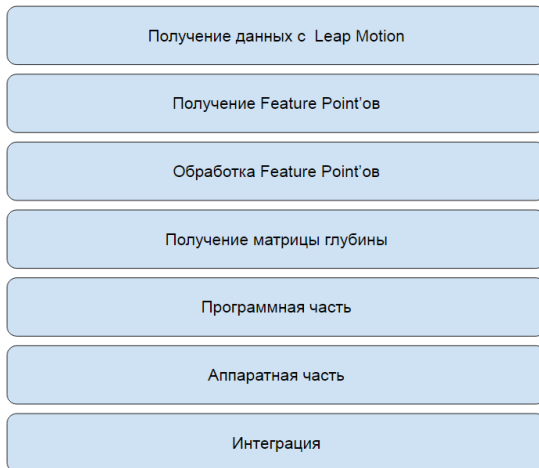 Получение данных с Leap Motion
Получение Feature Point'ов
Обработка Feature Point'ов
Получение матрицы глубины
Программная часть
Аппаратная часть
Интеграция